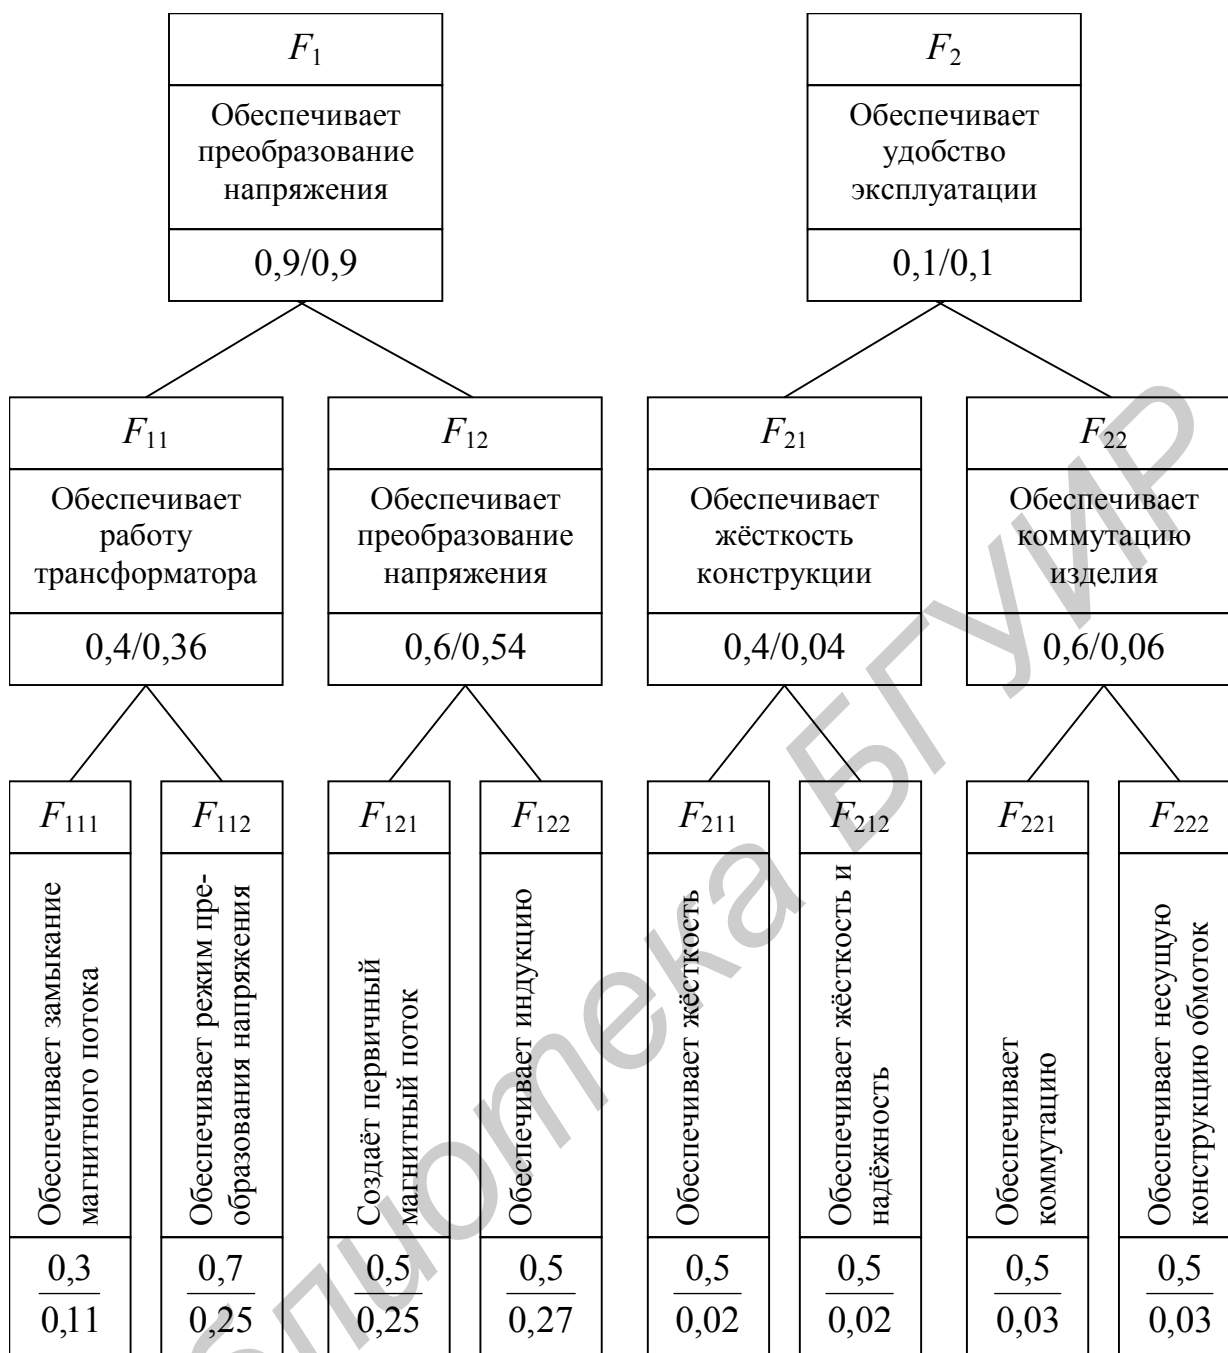 F₁
Обеспечивает
преобразование
напряжения
0,9/0,9
F₂
Обеспечивает
удобство
эксплуатации
0,1/0,1
F₁₁
Обеспечивает
работу
трансформатора
0,4/0,36
F₁₂
Обеспечивает
преобразование
напряжения
0,6/0,54
F₂₁
Обеспечивает
жёсткость
конструкции
0,4/0,04
F₂₂
Обеспечивает
коммутацию
изделия
0,6/0,06
F₁₁₁
Обеспечивает замыкание
магнитного потока
0,3
0,11
F₁₁₂
Обеспечивает режим пре-
образования напряжения
0,7
0,25
F₁₂₁
Создаёт первичный
магнитный поток
0,5
0,25
F₁₂₂
Обеспечивает индукцию
0,5
0,27
F₂₁₁
Обеспечивает жёсткость
0,5
0,02
F₂₁₂
Обеспечивает жёсткость и
надёжность
0,5
0,02
F₂₂₁
Обеспечивает
коммутацию
0,5
0,03
F₂₂₂
Обеспечивает несущую
конструкцию обмоток
0,5
0,03
блиотека БГУИР